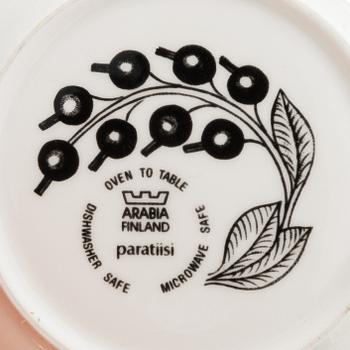 OVEN TO TABLE
ARABIA
FINLAND
paratiisi
DISHWASHER SAFE
MICROWAVE SAFE